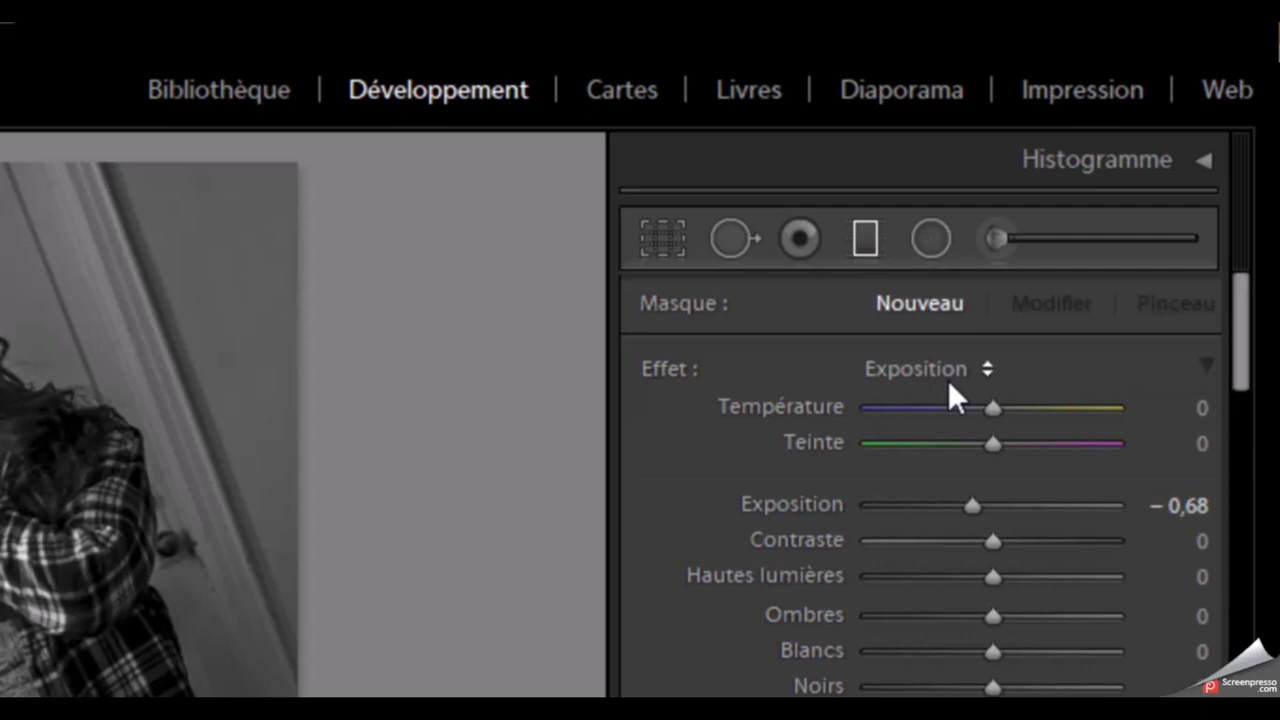 Bibliothèque | Développement | Cartes | Livres | Diaporama | Impression | Web
Histogramme
Masque : Nouveau | Modifier | Pinceau
Effet : Exposition
Température 0
Teinte 0
Exposition – 0,68
Contraste 0
Hautes lumières 0
Ombres 0
Blancs 0
Noirs
Screenpresso
.com